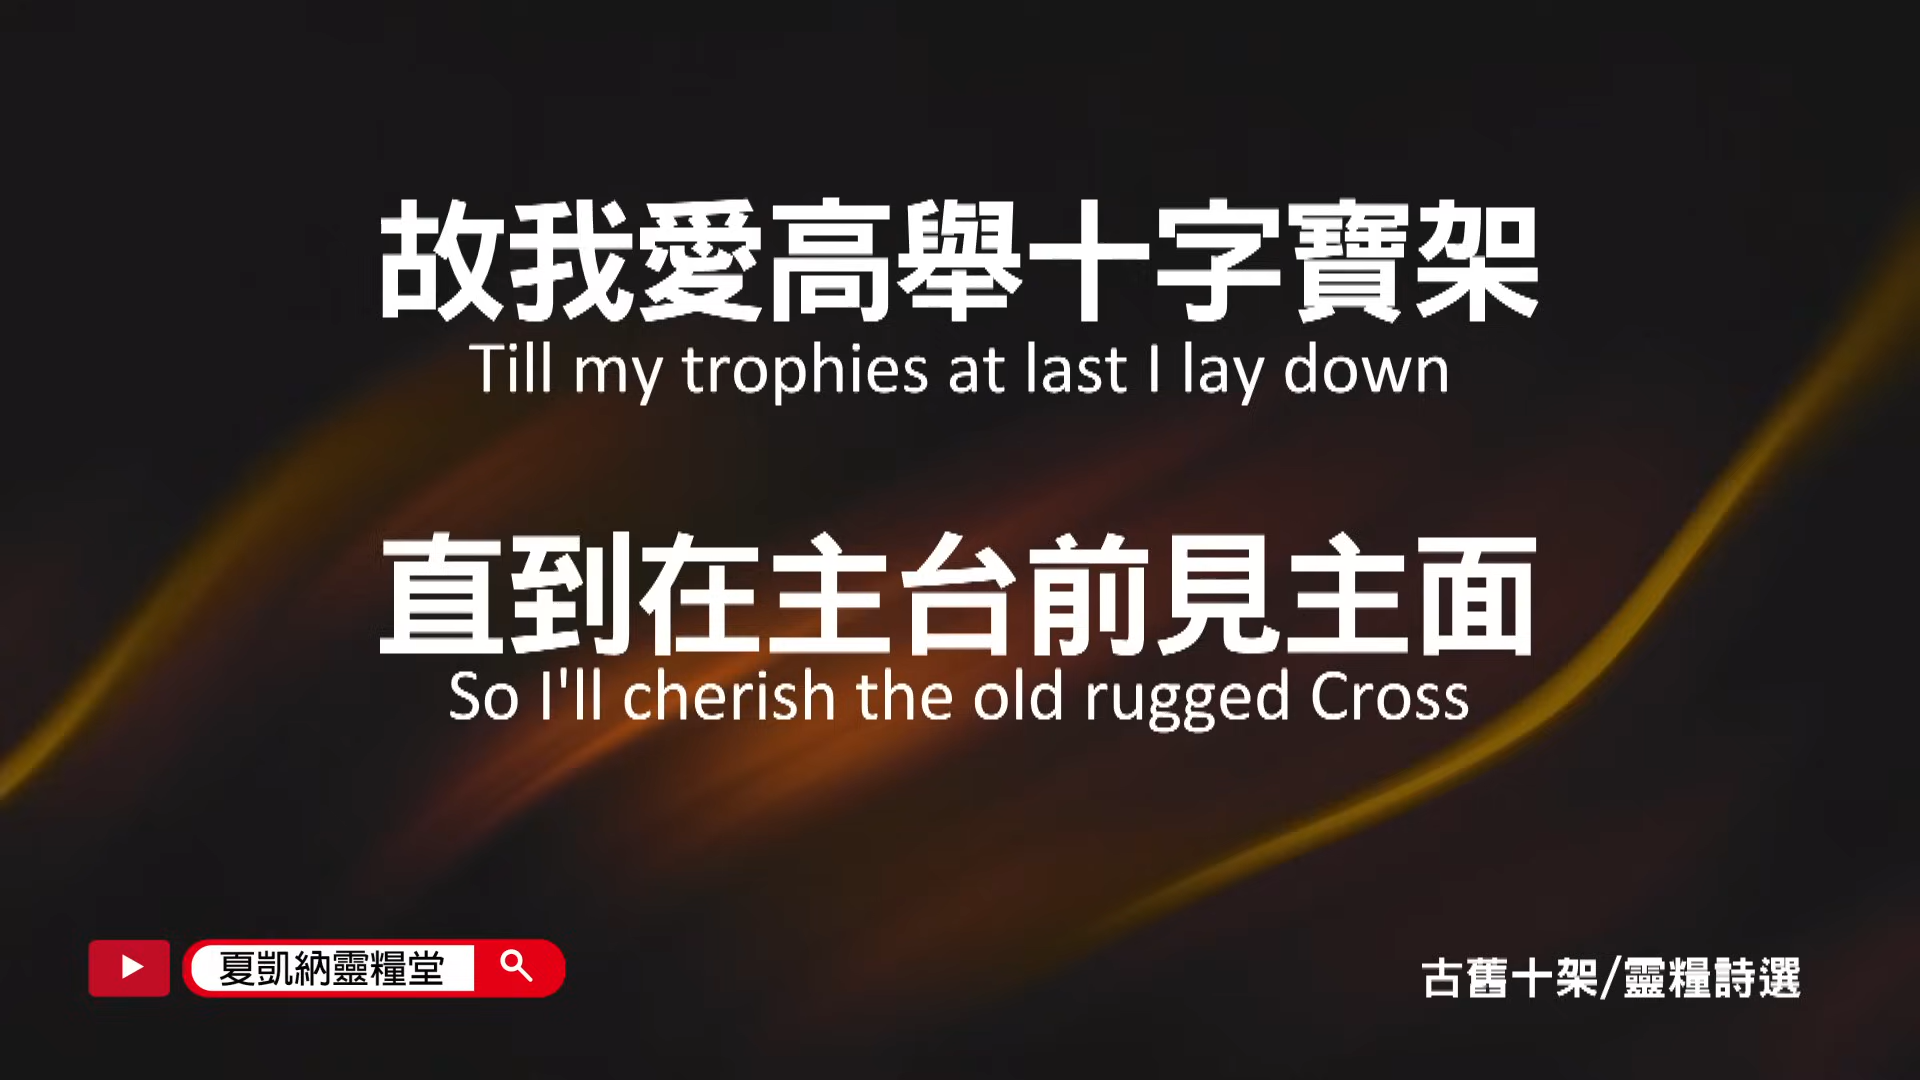 故我愛高舉十字寶架
Till my trophies at last I lay down
直到在主台前見主面
So I'll cherish the old rugged Cross
夏凱納靈糧堂
古舊十架/靈糧詩選